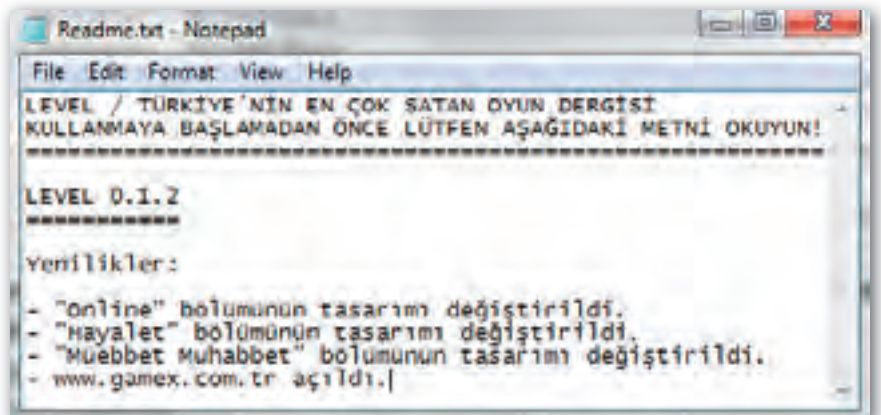 Readme.txt - Notepad
File Edit Format View Help
LEVEL / TÜRKİYE'NİN EN ÇOK SATAN OYUN DERGİSİ
KULLANMAYA BAŞLAMADAN ÖNCE LÜTFEN AŞAĞIDAKİ METNİ OKUYUN!
LEVEL 0.1.2
===========
Yenilikler:
- "Online" bölümünün tasarımı değiştirildi.
- "Hayalet" bölümünün tasarımı değiştirildi.
- "Müebbet Muhabbet" bölümünün tasarımı değiştirildi.
- www.gamex.com.tr açıldı.